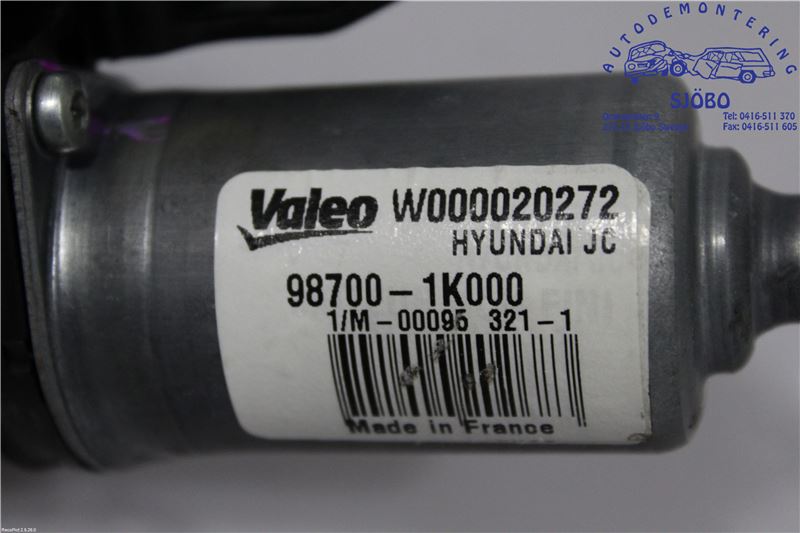 AUTODEMONTERING
SJÖBO
Tel: 0416-511 370
Fax: 0416-511 605
Valeo W000020272
HYUNDAI JC
98700-1K000
1/M-00095 321-1
Made in France